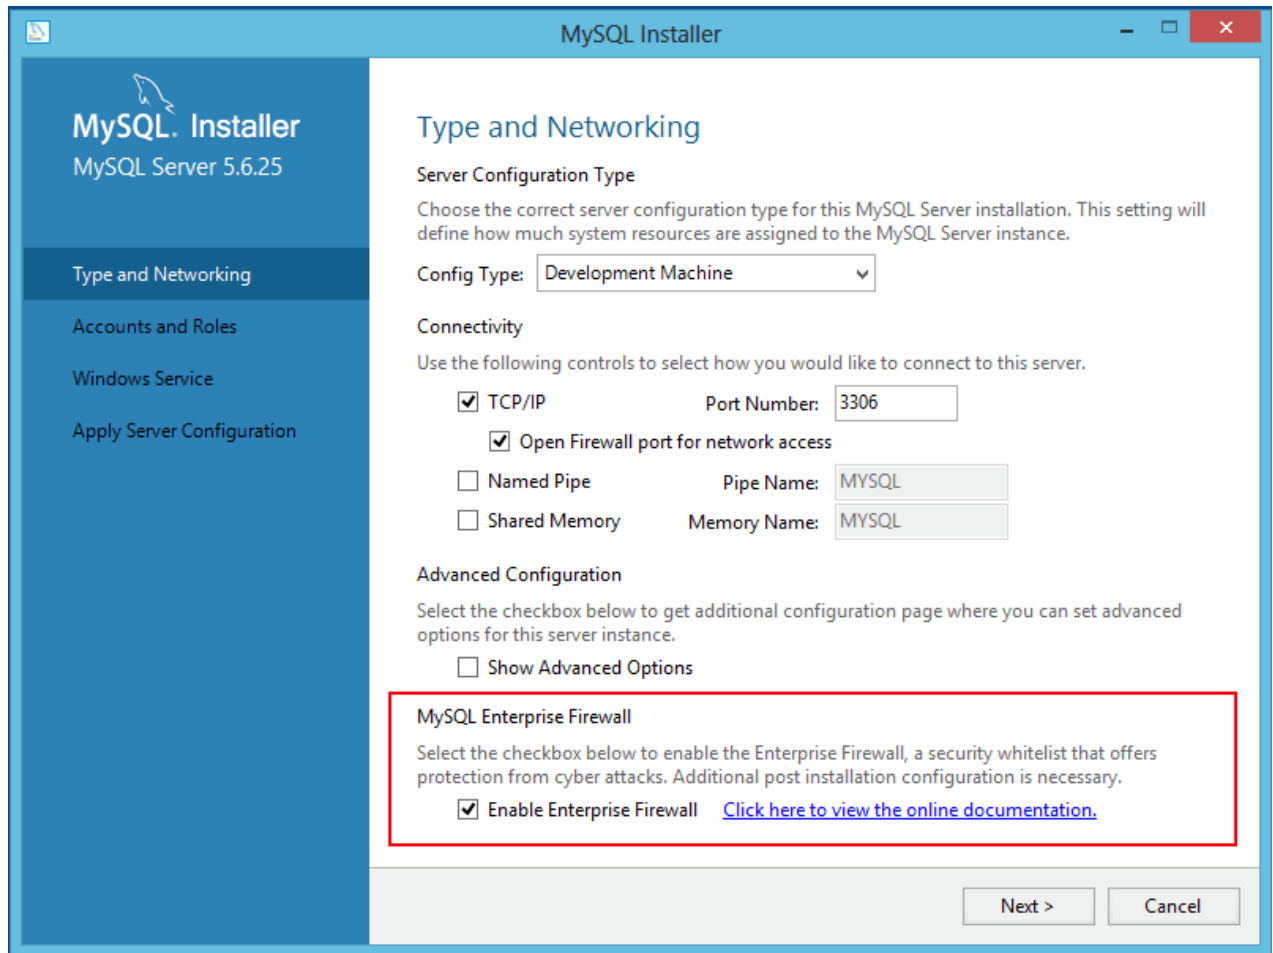 MySQL Installer
MySQL. Installer
MySQL Server 5.6.25
Type and Networking
Accounts and Roles
Windows Service
Apply Server Configuration
Type and Networking
Server Configuration Type
Choose the correct server configuration type for this MySQL Server installation. This setting will
define how much system resources are assigned to the MySQL Server instance.
Config Type: Development Machine
Connectivity
Use the following controls to select how you would like to connect to this server.
TCP/IP Port Number: 3306
Open Firewall port for network access
Named Pipe Pipe Name: MYSQL
Shared Memory Memory Name: MYSQL
Advanced Configuration
Select the checkbox below to get additional configuration page where you can set advanced
options for this server instance.
Show Advanced Options
MySQL Enterprise Firewall
Select the checkbox below to enable the Enterprise Firewall, a security whitelist that offers
protection from cyber attacks. Additional post installation configuration is necessary.
Enable Enterprise Firewall Click here to view the online documentation.
Next > Cancel